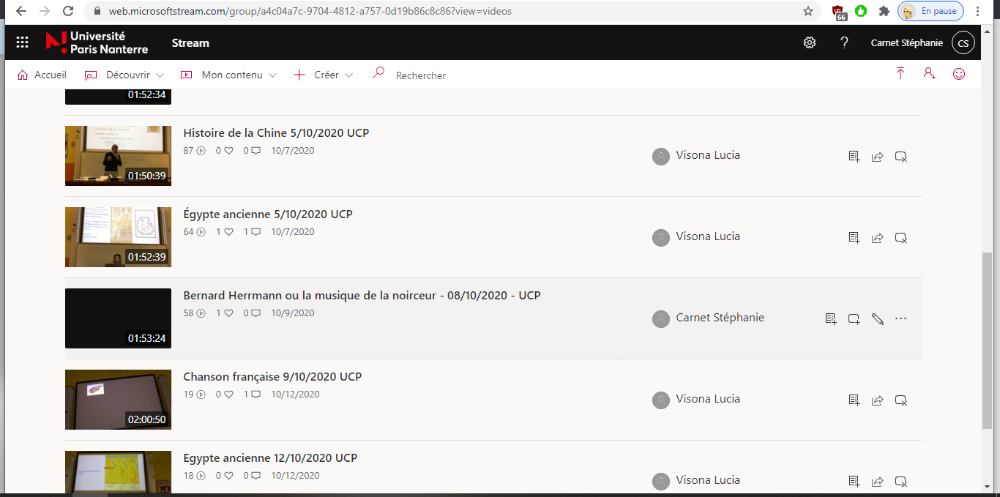 web.microsoftstream.com/group/a4c04a7c-9704-4812-a757-0d19b86c8c86?view=videos
66
En pause
Université
Paris Nanterre
Stream
?
Carnet Stéphanie
CS
Accueil
Découvrir
Mon contenu
Créer
Rechercher
01:52:34
Histoire de la Chine 5/10/2020 UCP
87 0 0 10/7/2020
Visona Lucia
01:50:39
Égypte ancienne 5/10/2020 UCP
64 1 1 10/7/2020
Visona Lucia
01:52:39
Bernard Herrmann ou la musique de la noirceur - 08/10/2020 - UCP
58 1 0 10/9/2020
Carnet Stéphanie
01:53:24
Chanson française 9/10/2020 UCP
19 0 1 10/12/2020
Visona Lucia
02:00:50
Egypte ancienne 12/10/2020 UCP
18 0 0 10/12/2020
Visona Lucia